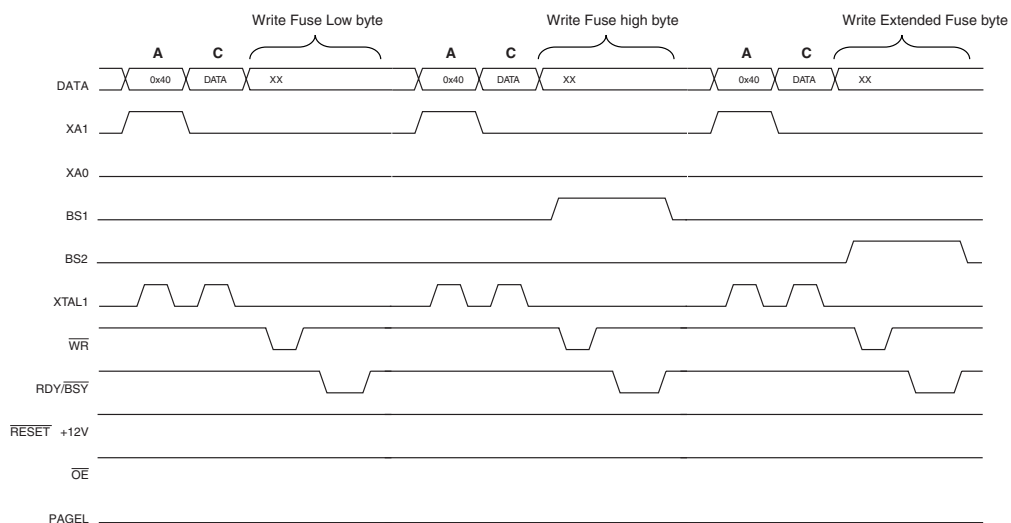 Write Fuse Low byte Write Fuse high byte Write Extended Fuse byte
A C A C A C
DATA 0x40 DATA XX 0x40 DATA XX 0x40 DATA XX
XA1
XA0
BS1
BS2
XTAL1
WR
RDY/BSY
RESET +12V
OE
PAGEL